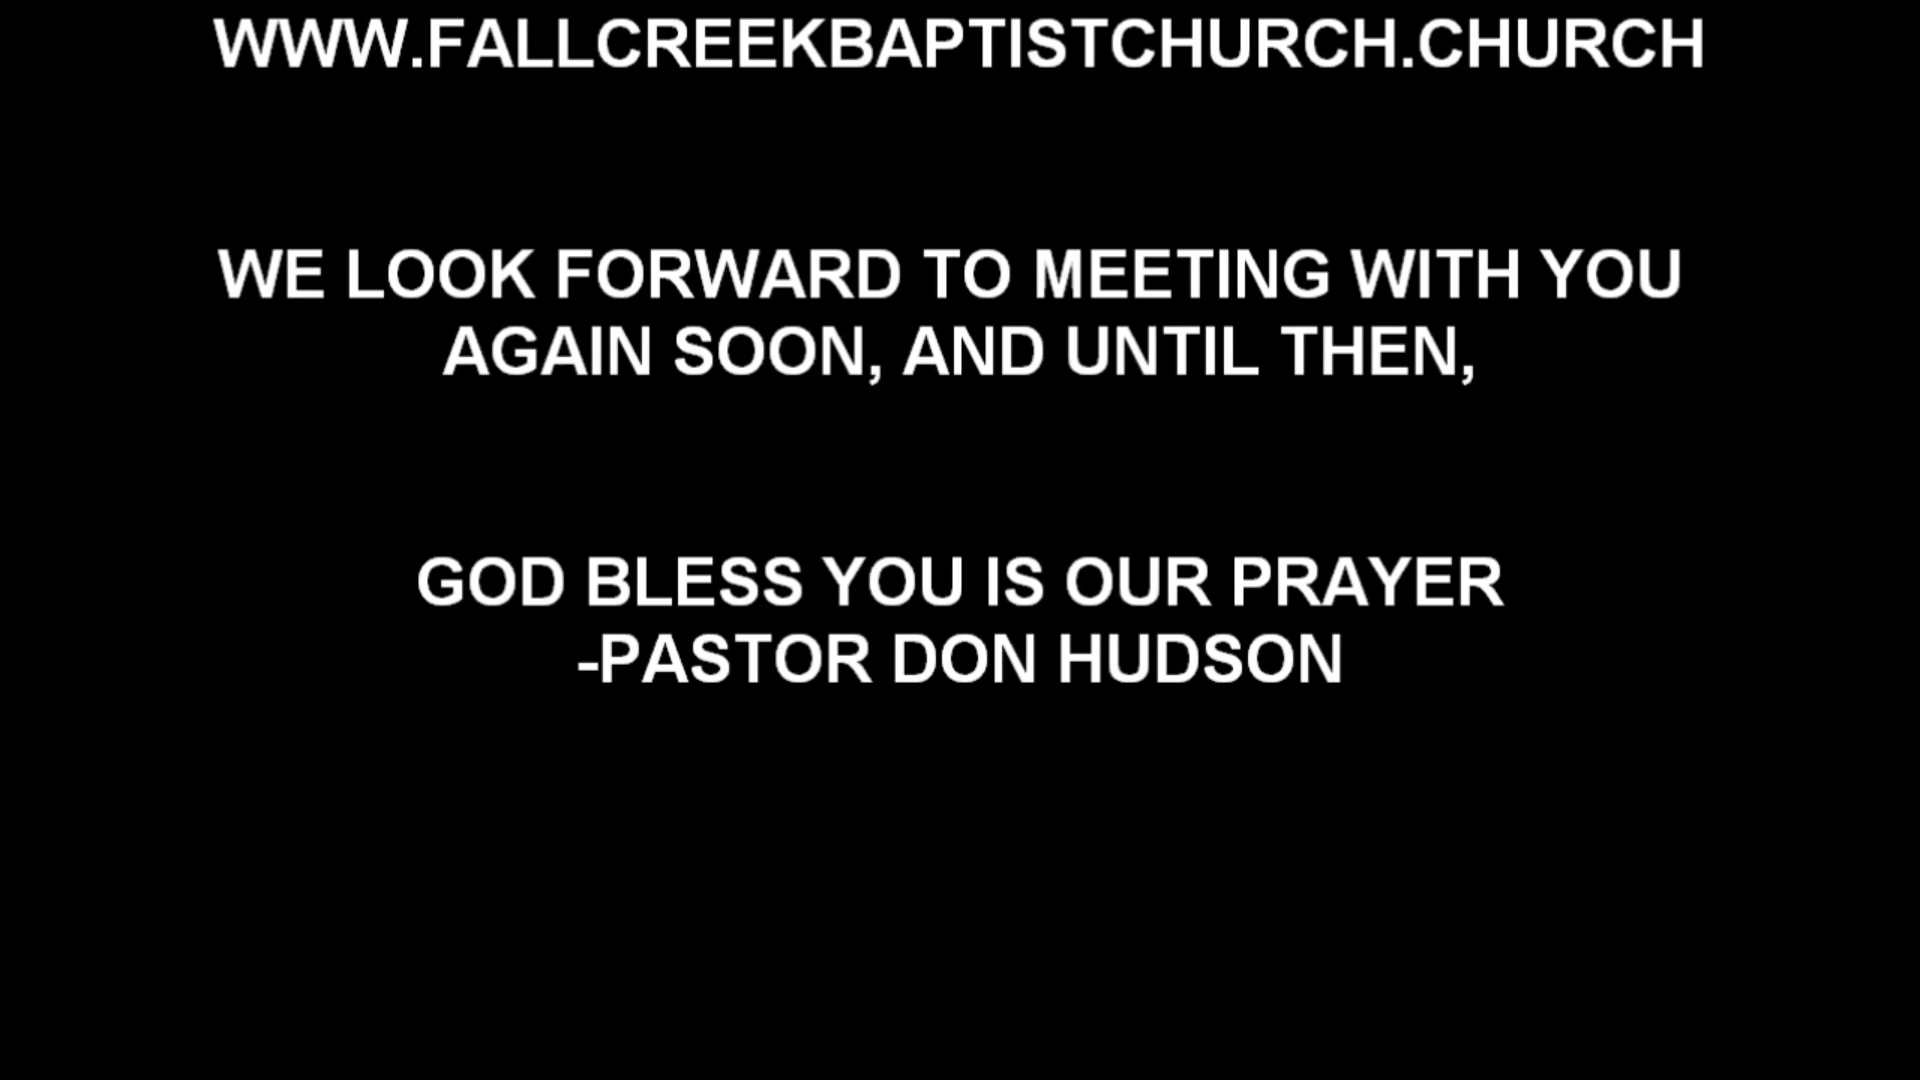 WWW.FALLCREEKBAPTISTCHURCH.CHURCH
WE LOOK FORWARD TO MEETING WITH YOU
AGAIN SOON, AND UNTIL THEN,
GOD BLESS YOU IS OUR PRAYER
-PASTOR DON HUDSON